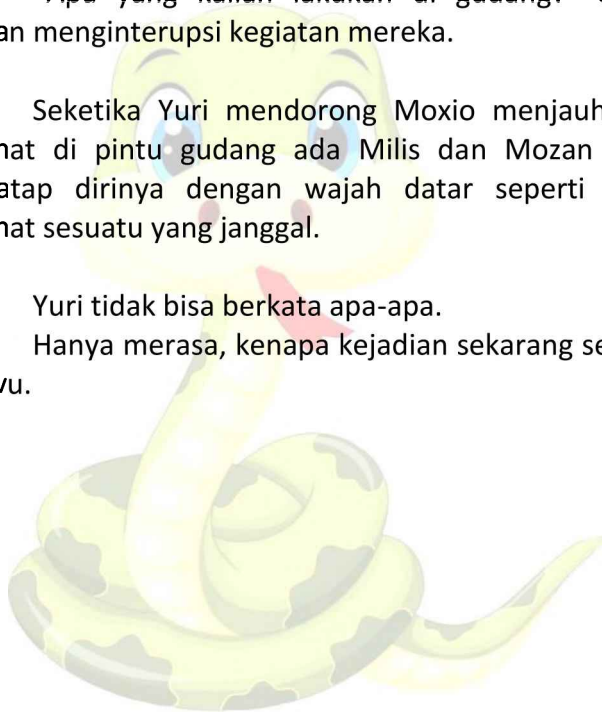 Apa yang kalian lakukan di gudang?
an menginterupsi kegiatan mereka.
Seketika Yuri mendorong Moxio menjauh
hat di pintu gudang ada Milis dan Mozan
atap dirinya dengan wajah datar seperti
hat sesuatu yang janggal.
Yuri tidak bisa berkata apa-apa.
Hanya merasa, kenapa kejadian sekarang se
vu.